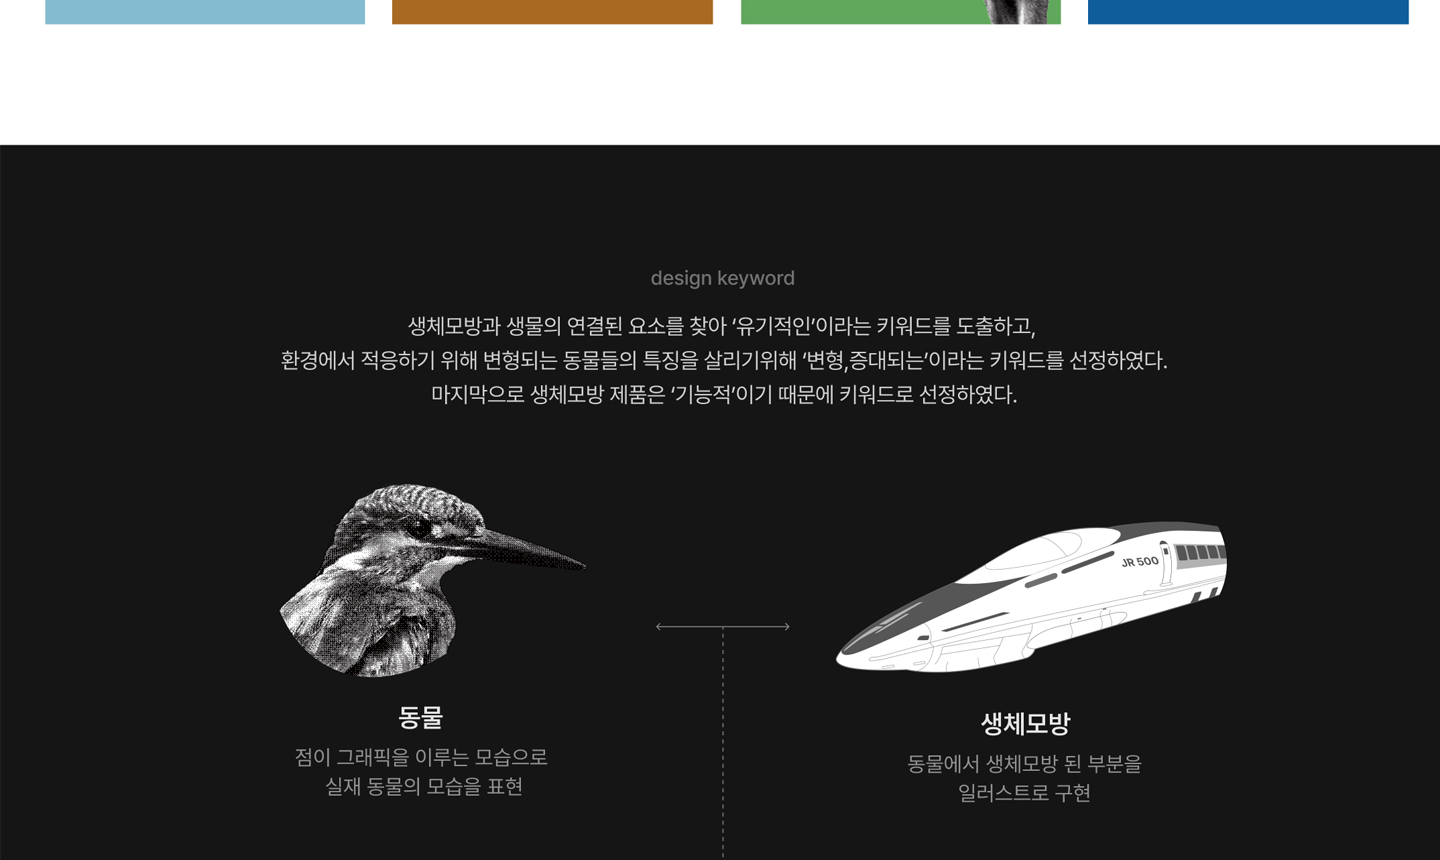 design keyword
생체모방과 생물의 연결된 요소를 찾아 ‘유기적인’이라는 키워드를 도출하고,
환경에서 적응하기 위해 변형되는 동물들의 특징을 살리기위해 ‘변형,증대되는’이라는 키워드를 선정하였다.
마지막으로 생체모방 제품은 ‘기능적’이기 때문에 키워드로 선정하였다.
JR 500
동물
점이 그래픽을 이루는 모습으로
실재 동물의 모습을 표현
생체모방
동물에서 생체모방 된 부분을
일러스트로 구현